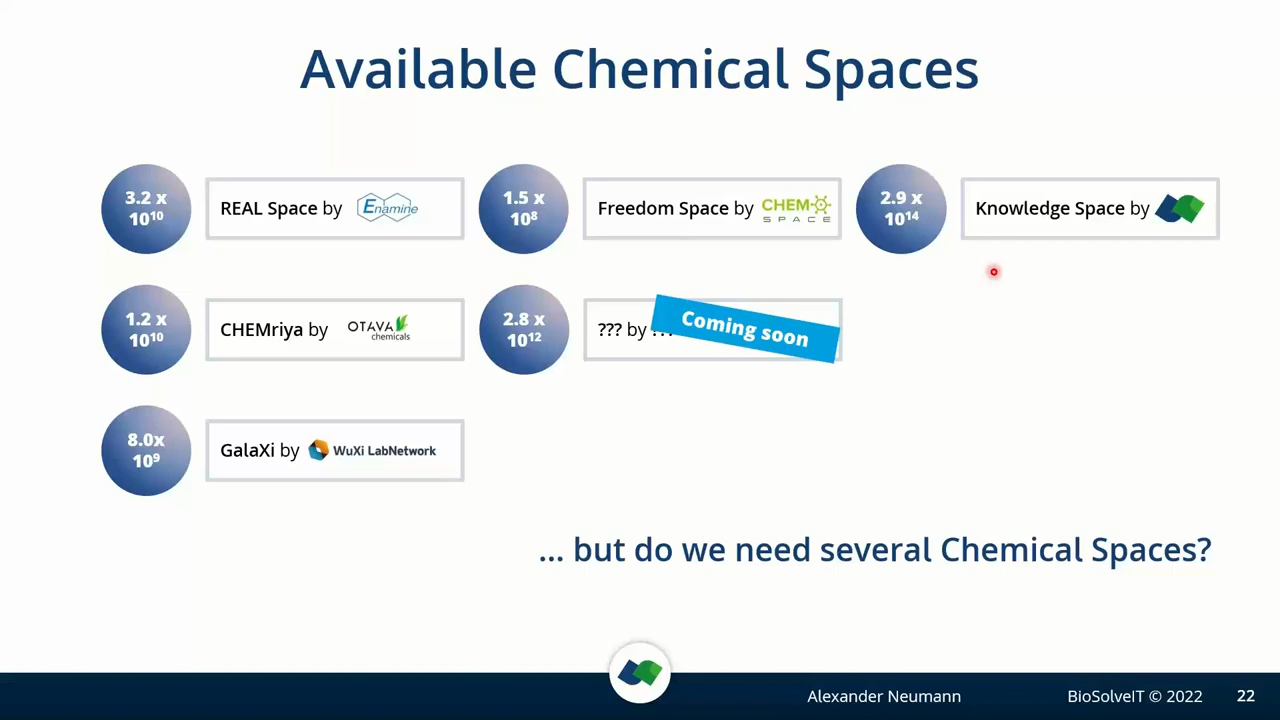 Available Chemical Spaces
3.2 x
10¹⁰
REAL Space by Enamine
1.5 x
10⁸
Freedom Space by CHEM SPACE
2.9 x
10¹⁴
Knowledge Space by
1.2 x
10¹⁰
CHEMriya by OTAVA chemicals
2.8 x
10¹²
??? by
Coming soon
8.0x
10⁹
GalaXi by WuXi LabNetwork
... but do we need several Chemical Spaces?
Alexander Neumann
BioSolveIT © 2022
22